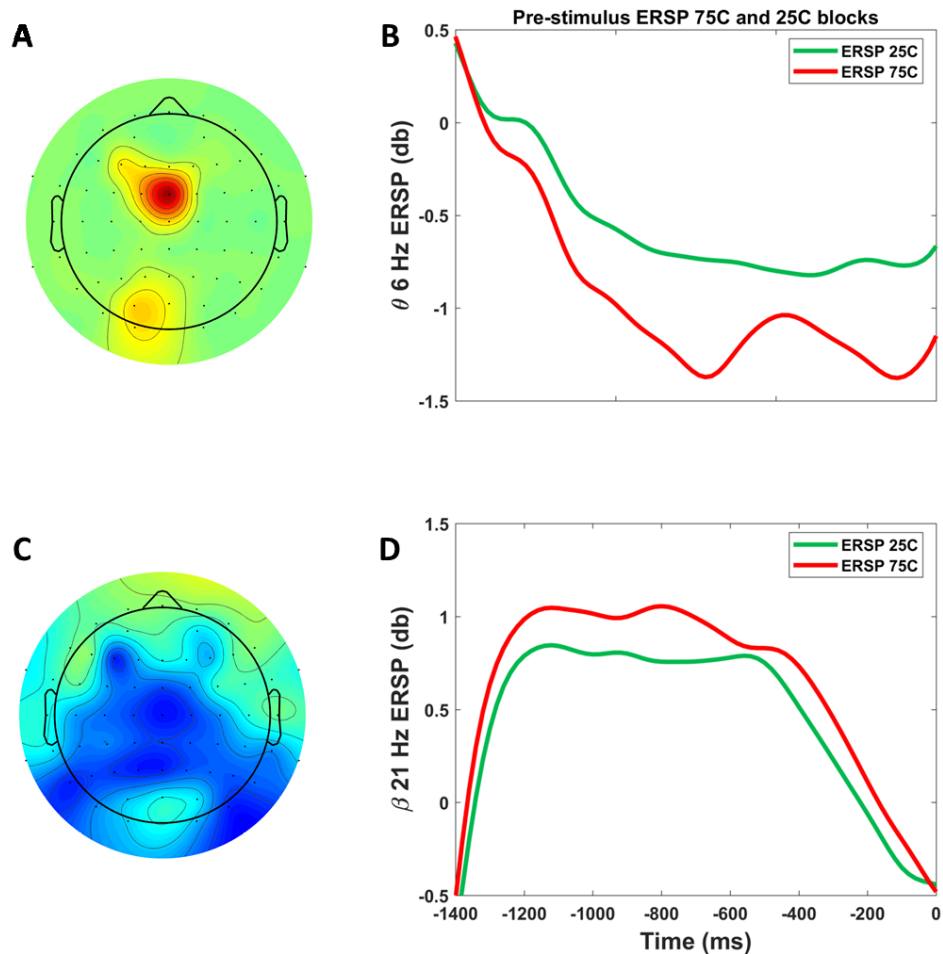 A
B
Pre-stimulus ERSP 75C and 25C blocks
0.5
0
-0.5
-1
-1.5
θ 6 Hz ERSP (db)
ERSP 25C
ERSP 75C
C
D
1.5
1
0.5
0
-0.5
β 21 Hz ERSP (db)
ERSP 25C
ERSP 75C
-1400 -1200 -1000 -800 -600 -400 -200 0
Time (ms)